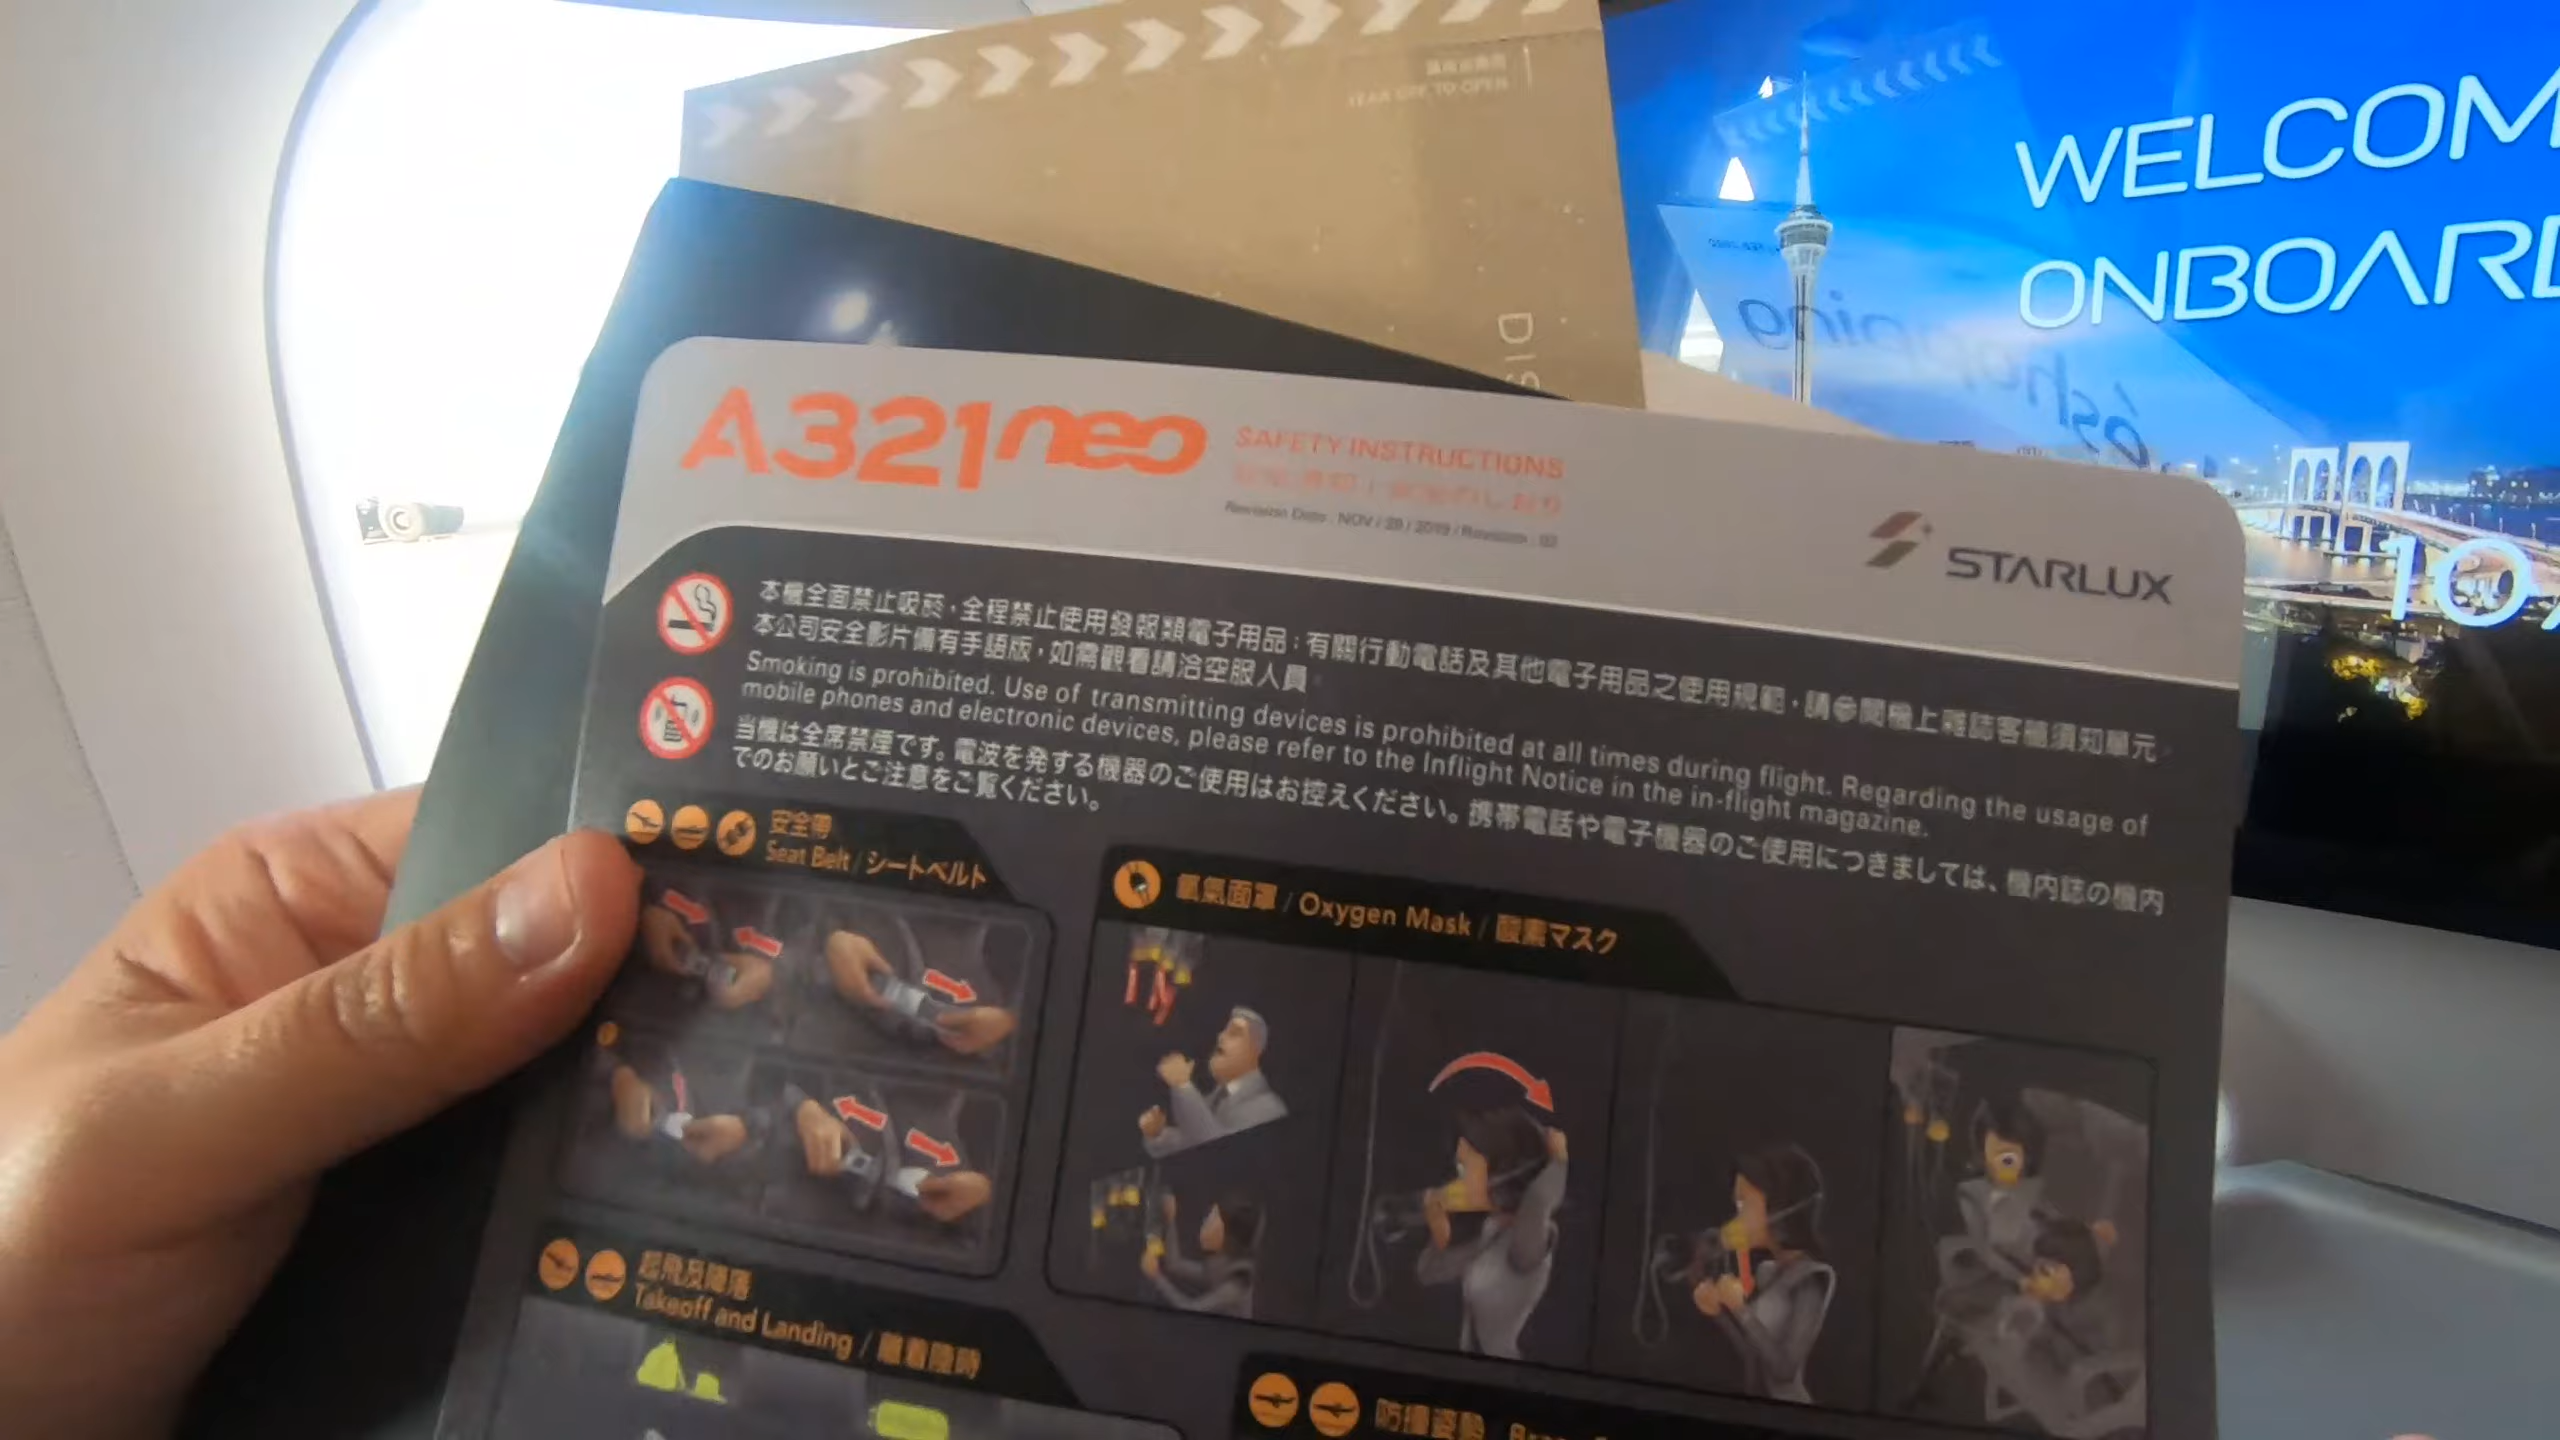 TEAR OFF TO OPEN
DIS
WELCOM
ONBOARD
éshopping
10
A321neo
SAFETY INSTRUCTIONS
Revision Date : NOV / 29 / 2019 / Revision : 02
STARLUX
本機全面禁止吸菸，全程禁止使用發報類電子用品；有關行動電話及其他電子用品之使用規範，請參閱機上雜誌客艙須知單元。
本公司安全影片備有手語版，如需觀看請洽空服人員。
Smoking is prohibited. Use of transmitting devices is prohibited at all times during flight. Regarding the usage of
mobile phones and electronic devices, please refer to the Inflight Notice in the in-flight magazine.
当機は全席禁煙です。電波を発する機器のご使用はお控えください。携帯電話や電子機器のご使用につきましては、機内誌の機内
でのお願いとご注意をご覧ください。
安全帶
Seat Belt / シートベルト
氧氣面罩 / Oxygen Mask / 酸素マスク
起飛及降落
Takeoff and Landing / 離着陸時
防撞姿勢